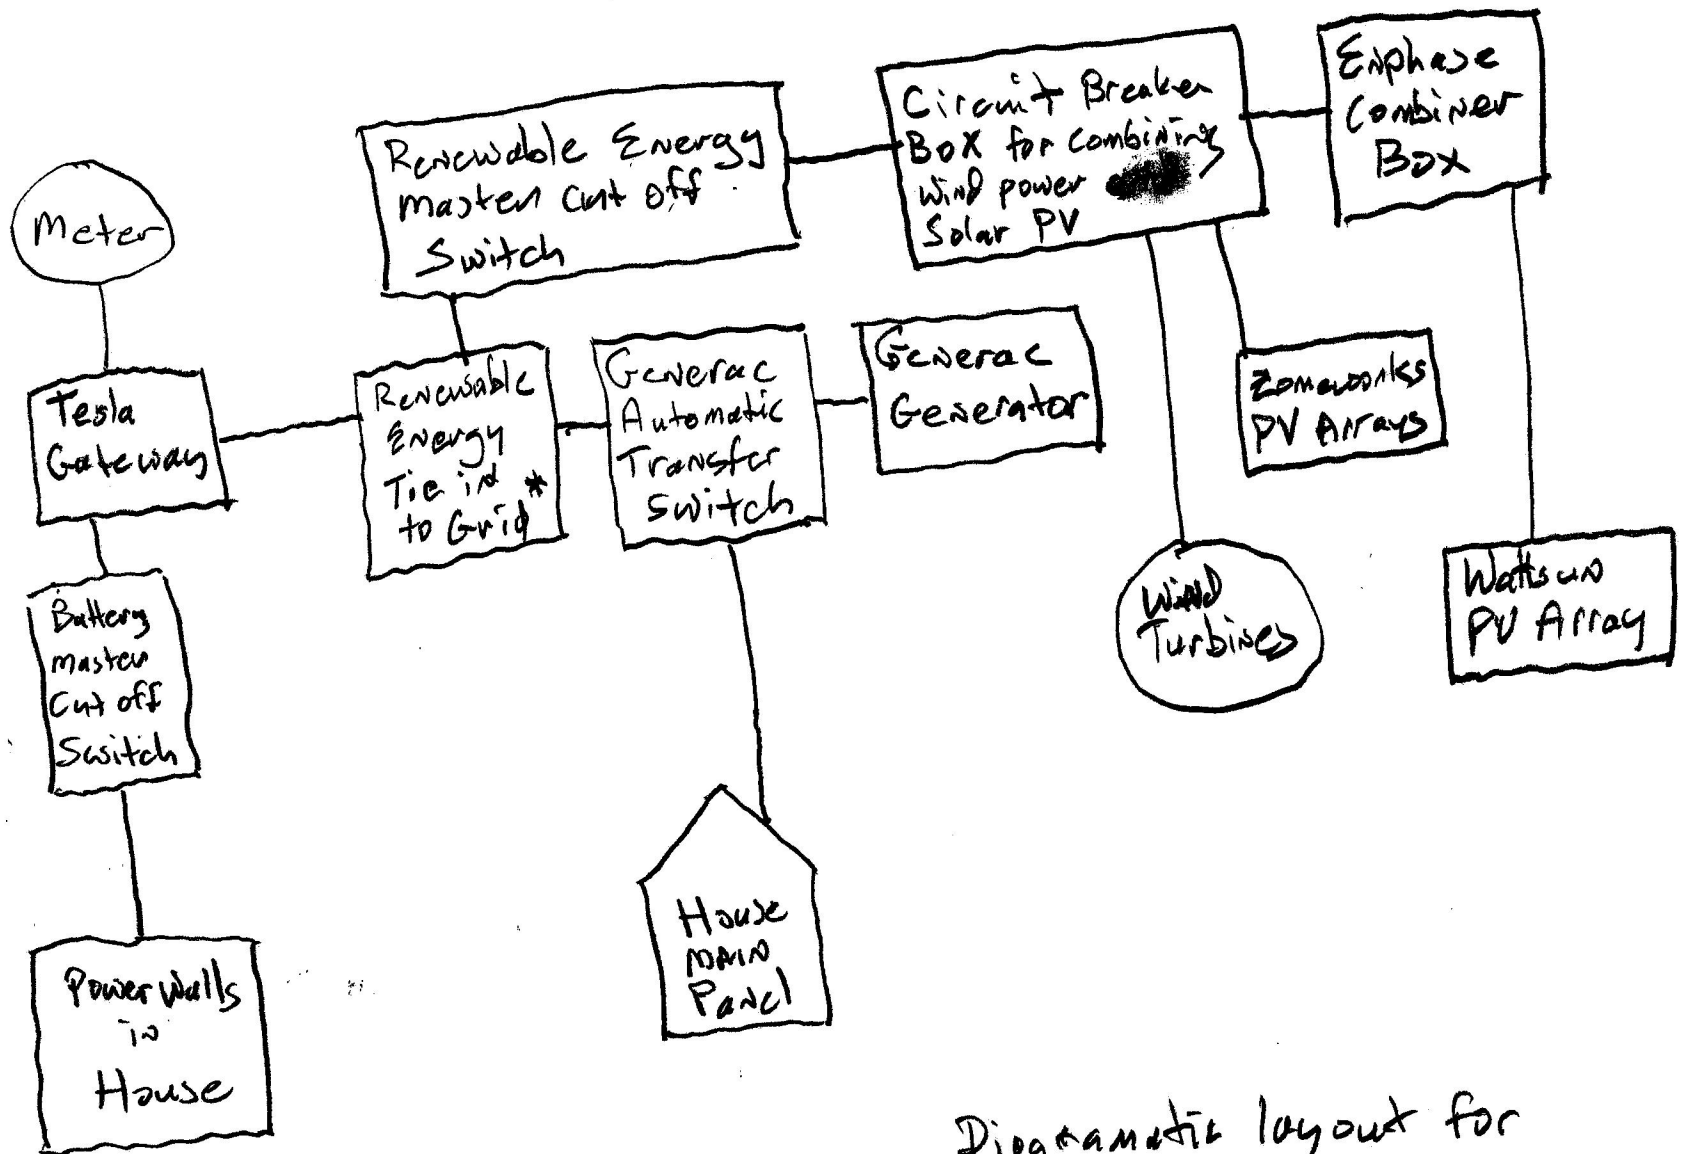 Meter
Renewable Energy
Master Cut off
Switch
Circuit Breaker
Box for combining
Wind power
Solar PV
Enphase
Combiner
Box
Tesla
Gateway
Renewable
Energy
Tie in *
to Grid
Generac
Automatic
Transfer
Switch
Generac
Generator
Zomeworks
PV Arrays
Battery
Master
Cut off
Switch
Wind
Turbines
Wattsun
PV Array
Power Walls
in
House
House
MAIN
Panel
Diagramatic layout for